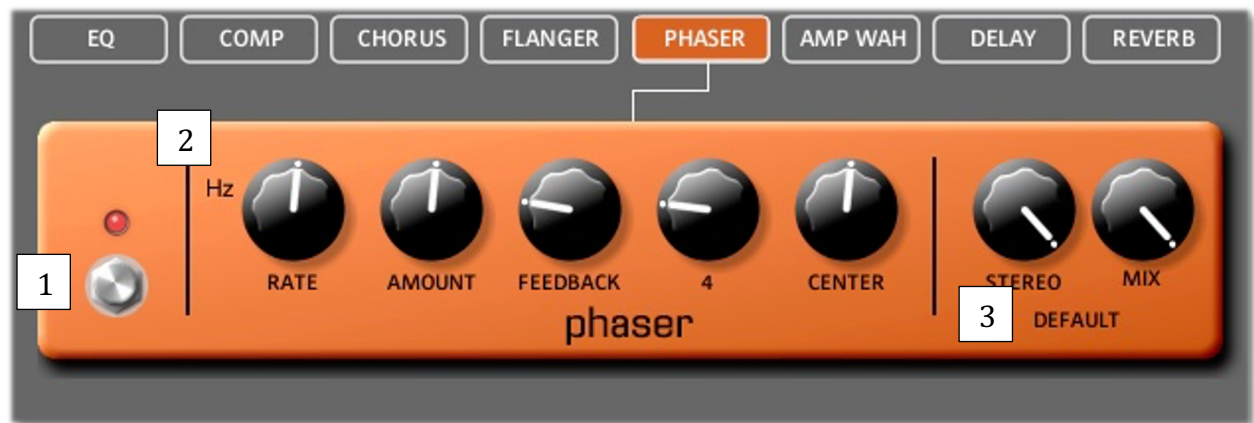 EQ COMP CHORUS FLANGER PHASER AMP WAH DELAY REVERB
2
Hz
1
RATE AMOUNT FEEDBACK 4 CENTER STEREO MIX
phaser
3 DEFAULT